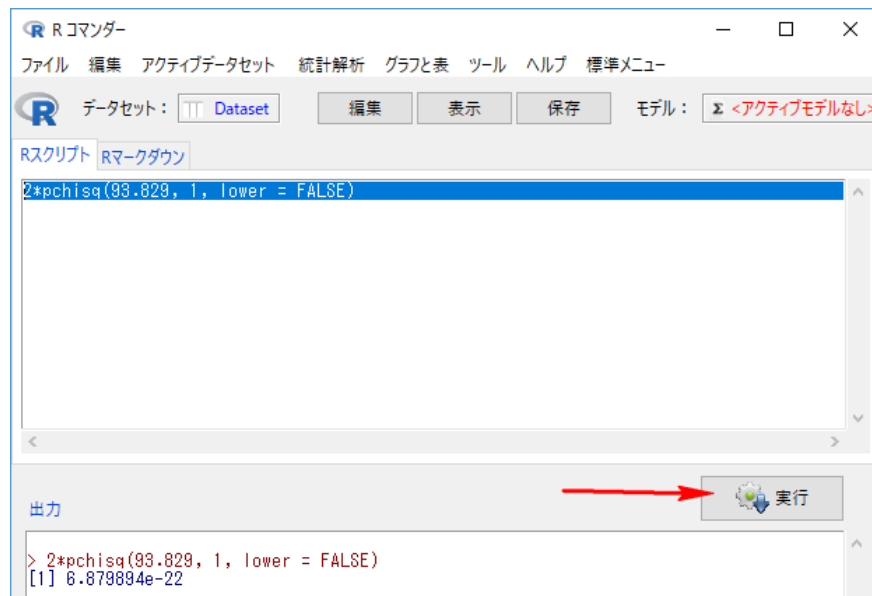 R コマンダー
ファイル 編集 アクティブデータセット 統計解析 グラフと表 ツール ヘルプ 標準メニュー
データセット： Dataset 編集 表示 保存 モデル： Σ <アクティブモデルなし>
Rスクリプト Rマークダウン
2*pchisq(93.829, 1, lower = FALSE)
実行
出力
> 2*pchisq(93.829, 1, lower = FALSE)
[1] 6.879894e-22